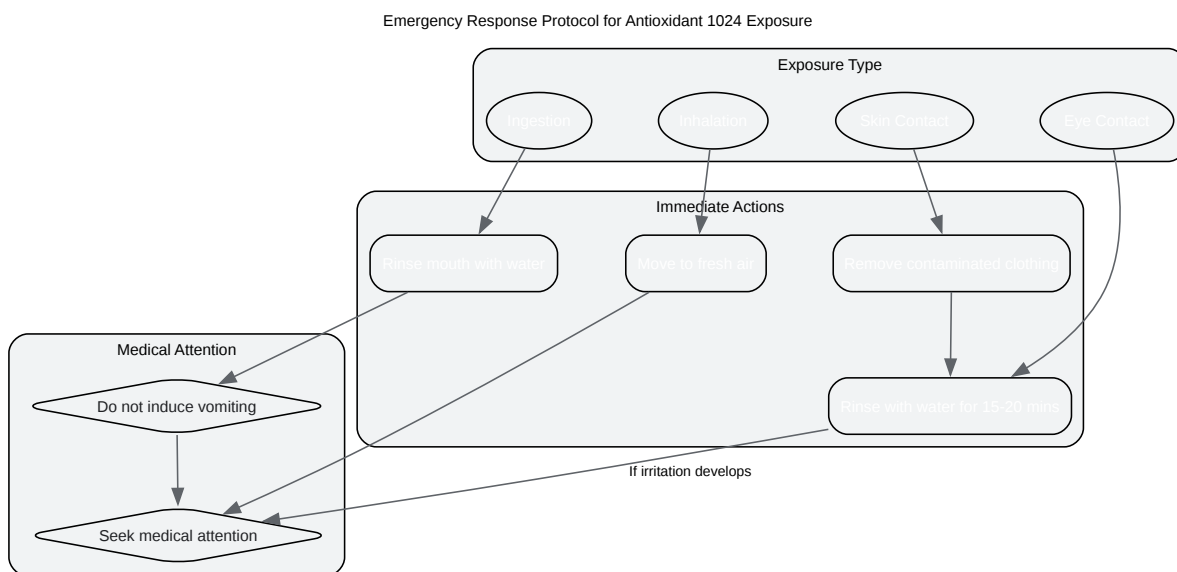 Emergency Response Protocol for Antioxidant 1024 Exposure
Exposure Type
Ingestion
Inhalation
Skin Contact
Eye Contact
Immediate Actions
Rinse mouth with water
Move to fresh air
Remove contaminated clothing
Medical Attention
Do not induce vomiting
Rinse with water for 15-20 mins
If irritation develops
Seek medical attention